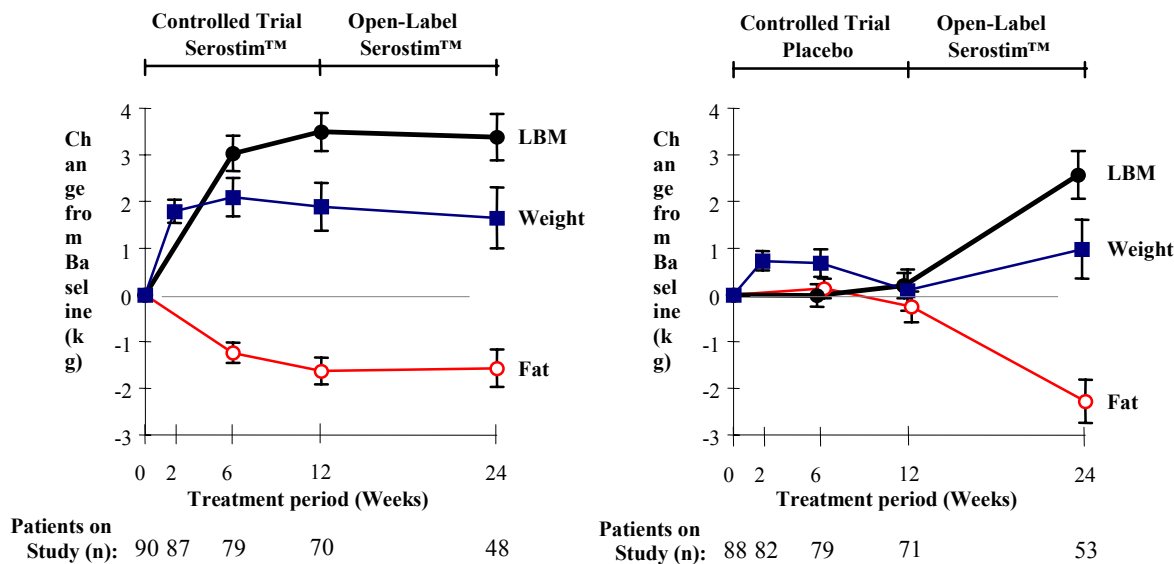 Controlled Trial
Serostim™
Open-Label
Serostim™
Ch
an
ge
fro
m
Ba
sel
ine
(k
g)
4
3
2
1
0
-1
-2
-3
LBM
Weight
Fat
0 2 6 12 24
Treatment period (Weeks)
Patients on
Study (n): 90 87 79 70 48
Controlled Trial
Placebo
Open-Label
Serostim™
Ch
an
ge
fro
m
Ba
sel
ine
(k
g)
4
3
2
1
0
-1
-2
-3
LBM
Weight
Fat
0 2 6 12 24
Treatment period (Weeks)
Patients on
Study (n): 88 82 79 71 53